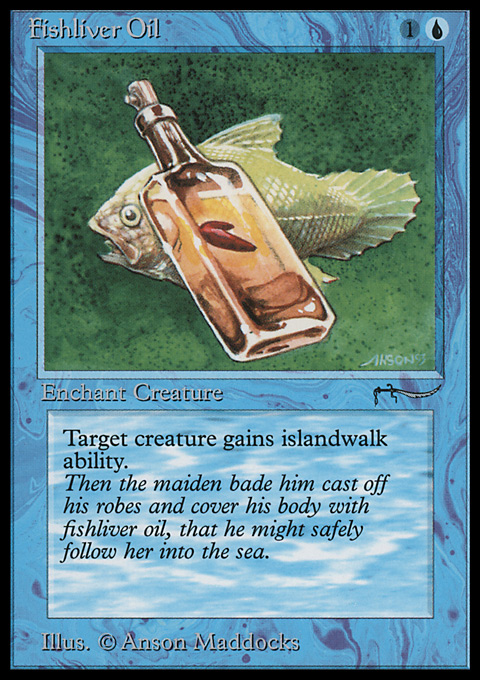 Fishliver Oil 1
ANSON93
Enchant Creature
Target creature gains islandwalk
ability.
Then the maiden bade him cast off
his robes and cover his body with
fishliver oil, that he might safely
follow her into the sea.
Illus. © Anson Maddocks